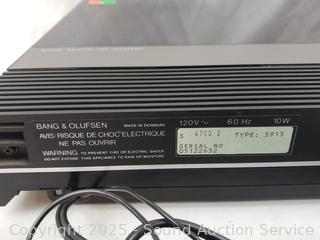 BANG & OLUFSEN MADE IN DENMARK
AVIS-RISQUE DE CHOC ELECTRIQUE
NE PAS OUVRIR
WARNING TO PREVENT FIRE OR ELECTRIC SHOCK
DO NOT EXPOSE THIS APPLIANCE TO RAIN OR MOISTURE
120V ~ 60 Hz 10W
S 4750 2 TYPE: 5913
SERIAL NO
05122632
Copyright 2025 - Sound Auction Service